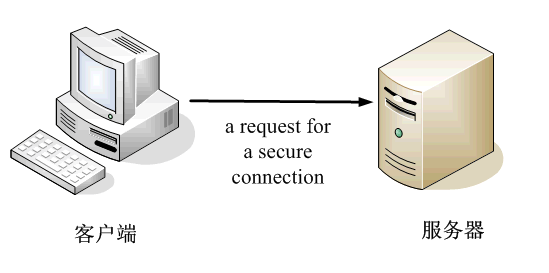 a request for
a secure
connection
客户端
服务器